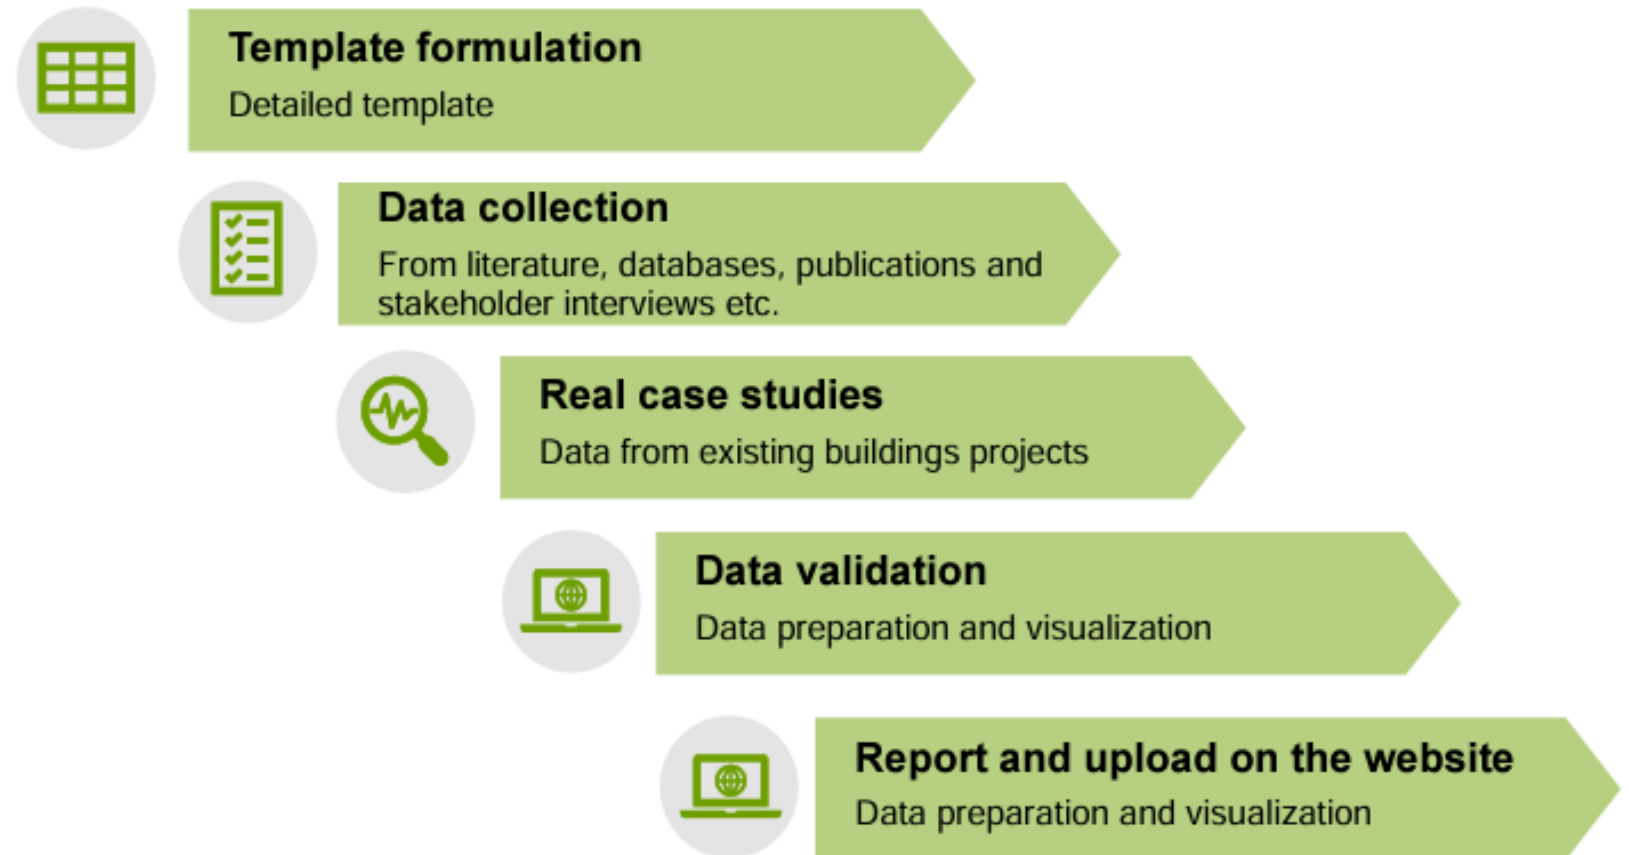 Template formulation
Detailed template
Data collection
From literature, databases, publications and
stakeholder interviews etc.
Real case studies
Data from existing buildings projects
Data validation
Data preparation and visualization
Report and upload on the website
Data preparation and visualization